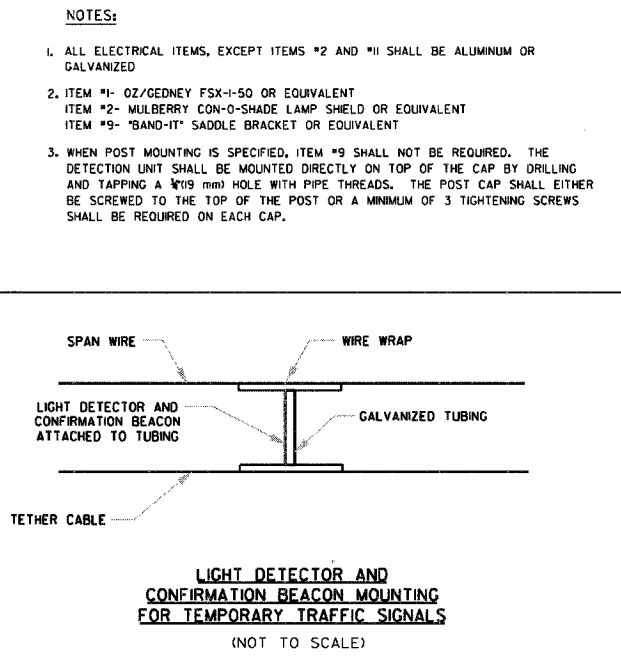 NOTES:
1. ALL ELECTRICAL ITEMS, EXCEPT ITEMS #2 AND #11 SHALL BE ALUMINUM OR
GALVANIZED
2. ITEM #1- OZ/GEDNEY FSX-1-50 OR EQUIVALENT
ITEM #2- MULBERRY CON-O-SHADE LAMP SHIELD OR EQUIVALENT
ITEM #9- "BAND-IT" SADDLE BRACKET OR EQUIVALENT
3. WHEN POST MOUNTING IS SPECIFIED, ITEM #9 SHALL NOT BE REQUIRED. THE
DETECTION UNIT SHALL BE MOUNTED DIRECTLY ON TOP OF THE CAP BY DRILLING
AND TAPPING A (19 mm) HOLE WITH PIPE THREADS. THE POST CAP SHALL EITHER
BE SCREWED TO THE TOP OF THE POST OR A MINIMUM OF 3 TIGHTENING SCREWS
SHALL BE REQUIRED ON EACH CAP.
SPAN WIRE
WIRE WRAP
LIGHT DETECTOR AND
CONFIRMATION BEACON
ATTACHED TO TUBING
GALVANIZED TUBING
TETHER CABLE
LIGHT DETECTOR AND
CONFIRMATION BEACON MOUNTING
FOR TEMPORARY TRAFFIC SIGNALS
(NOT TO SCALE)